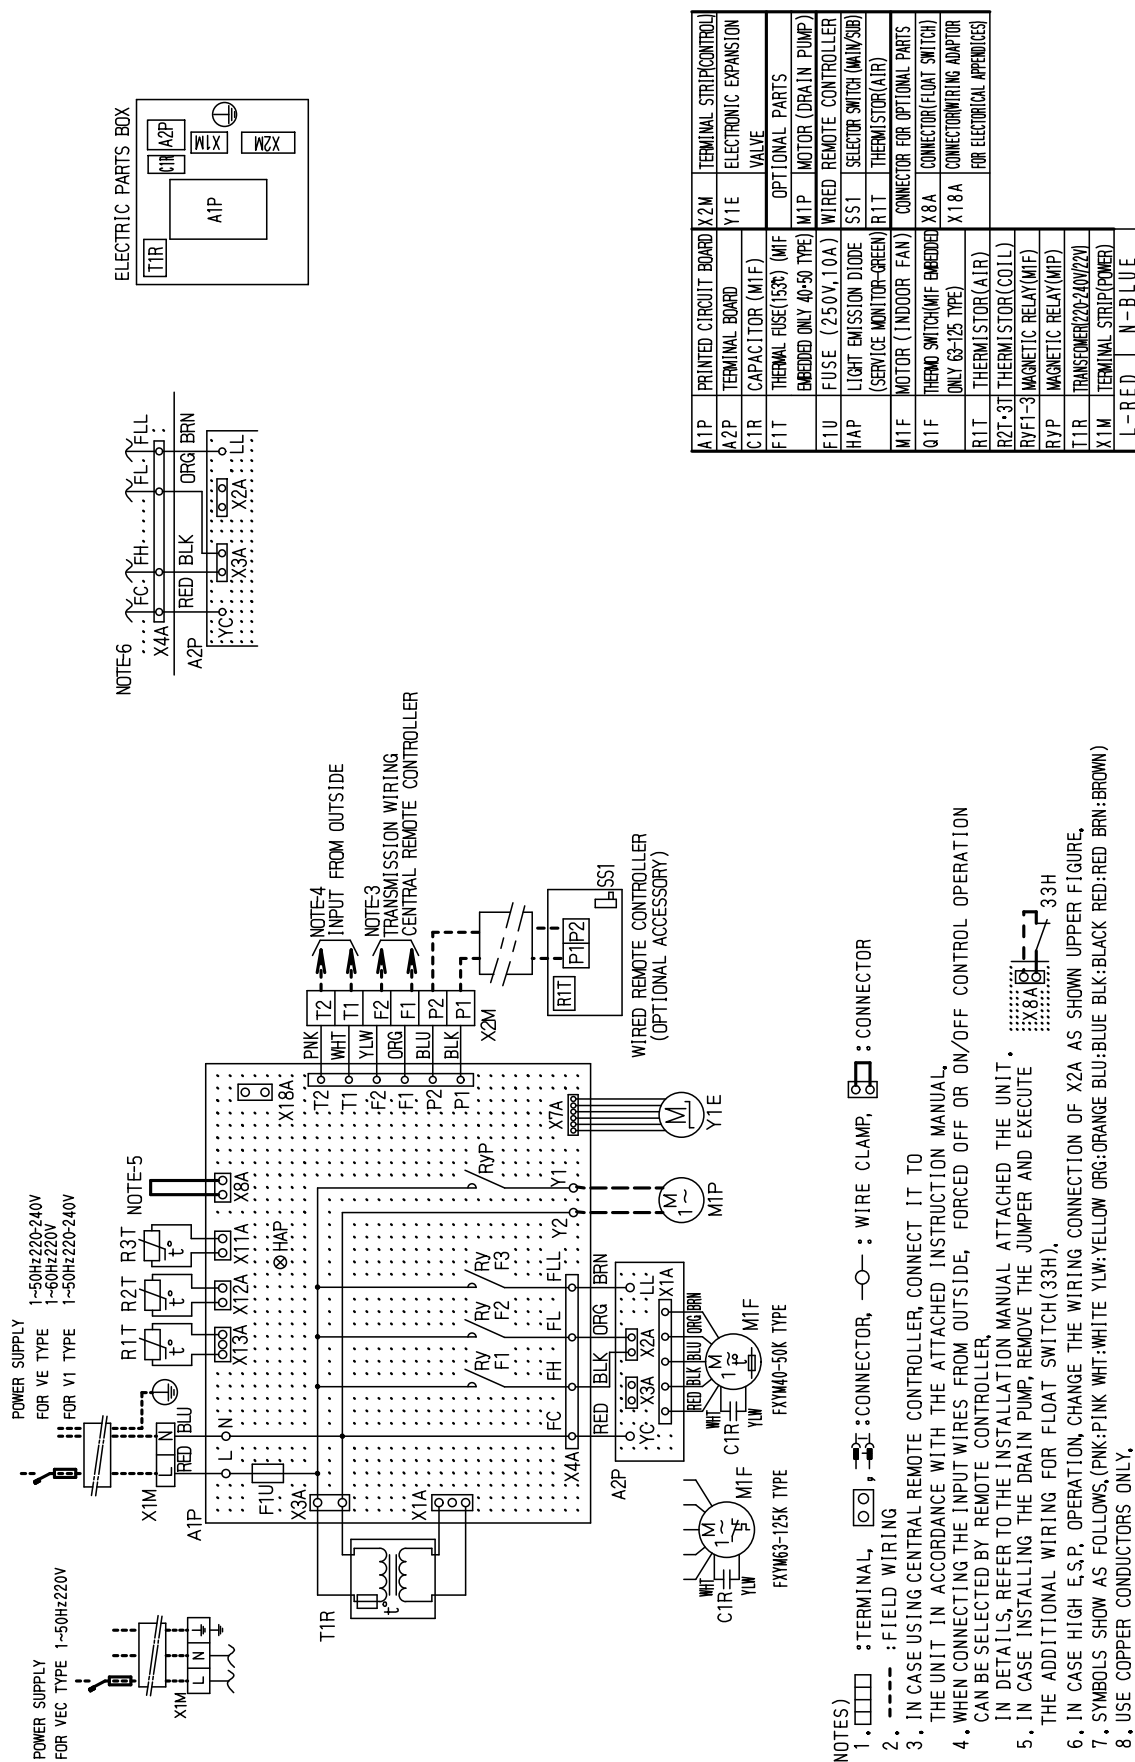 POWER SUPPLY
FOR VEC TYPE 1~50Hz220V
X1M
L N
POWER SUPPLY
FOR VE TYPE 1~50Hz220-240V
1~60Hz220V
FOR V1 TYPE 1~50Hz220-240V
X1M
L N
RED BLU
A1P
L N
F1U
X3A
X1A
T1R
t°
R1T R2T R3T
t° t° t°
X13A X12A X11A
HAP
NOTE-5
X8A
X18A
T2 PNK T2
T1 WHT T1
F2 YLW F2
F1 ORG F1
P2 BLU P2
P1 BLK P1
X2M
NOTE-4
INPUT FROM OUTSIDE
NOTE-3
TRANSMISSION WIRING
CENTRAL REMOTE CONTROLLER
R1T
P1P2
SS1
WIRED REMOTE CONTROLLER
(OPTIONAL ACCESSORY)
Ry F1
Ry F2
Ry F3
RyP
FC FH FL FLL
X4A
Y2 Y1
X7A
M
Y1E
M
1~
M1P
RED BLK ORG BRN
A2P
YC X3A X2A LL
X1A
RED BLK BLU ORG BRN
WHT
YLW
C1R
M
1~
M1F
FXYM40-50K TYPE
WHT
YLW
C1R
M
1~
M1F
FXYM63-125K TYPE
NOTE-6
FC FH FL FLL
X4A
RED BLK ORG BRN
A2P
YC X3A X2A LL
ELECTRIC PARTS BOX
T1R
A1P
C1R
A2P
X1M
X2M
A1P PRINTED CIRCUIT BOARD
A2P TERMINAL BOARD
C1R CAPACITOR (M1F)
F1T THERMAL FUSE(153℃) (M1F
EMBEDDED ONLY 40•50 TYPE)
F1U FUSE (250V, 10A)
HAP LIGHT EMISSION DIODE
(SERVICE MONITOR-GREEN)
M1F MOTOR (INDOOR FAN)
Q1F THERMO SWITCH(M1F EMBEDDED
ONLY 63-125 TYPE)
R1T THERMISTOR(AIR)
R2T•3T THERMISTOR(COIL)
RyF1-3 MAGNETIC RELAY(M1F)
RyP MAGNETIC RELAY(M1P)
T1R TRANSFOMER(220-240V/22V)
X1M TERMINAL STRIP(POWER)
L-RED N-BLUE
X2M TERMINAL STRIP(CONTROL)
Y1E ELECTRONIC EXPANSION
VALVE
OPTIONAL PARTS
M1P MOTOR (DRAIN PUMP)
WIRED REMOTE CONTROLLER
SS1 SELECTOR SWITCH (MAIN/SUB)
R1T THERMISTOR(AIR)
CONNECTOR FOR OPTIONAL PARTS
X8A CONNECTOR(FLOAT SWITCH)
X18A CONNECTOR(WIRING ADAPTOR
FOR ELECTORICAL APPENDICES)
NOTES)
1. :TERMINAL, , :CONNECTOR, : WIRE CLAMP, : CONNECTOR
2. ---- : FIELD WIRING
3. IN CASE USING CENTRAL REMOTE CONTROLLER, CONNECT IT TO
THE UNIT IN ACCORDANCE WITH THE ATTACHED INSTRUCTION MANUAL.
4. WHEN CONNECTING THE INPUT WIRES FROM OUTSIDE, FORCED OFF OR ON/OFF CONTROL OPERATION
CAN BE SELECTED BY REMOTE CONTROLLER.
IN DETAILS, REFER TO THE INSTALLATION MANUAL ATTACHED THE UNIT.
5. IN CASE INSTALLING THE DRAIN PUMP, REMOVE THE JUMPER AND EXECUTE
THE ADDITIONAL WIRING FOR FLOAT SWITCH(33H).
X8A 33H
6. IN CASE HIGH E.S.P. OPERATION, CHANGE THE WIRING CONNECTION OF X2A AS SHOWN UPPER FIGURE.
7. SYMBOLS SHOW AS FOLLOWS.(PNK:PINK WHT:WHITE YLW:YELLOW ORG:ORANGE BLU:BLUE BLK:BLACK RED:RED BRN:BROWN)
8. USE COPPER CONDUCTORS ONLY.